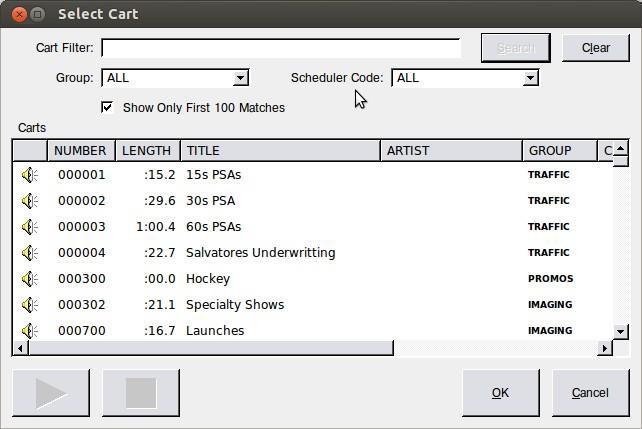 Select Cart
Cart Filter: Search Clear
Group: ALL Scheduler Code: ALL
Show Only First 100 Matches
Carts
NUMBER LENGTH TITLE ARTIST GROUP C
000001 :15.2 15s PSAs TRAFFIC
000002 :29.6 30s PSA TRAFFIC
000003 1:00.4 60s PSAs TRAFFIC
000004 :22.7 Salvatores Underwritting TRAFFIC
000300 :00.0 Hockey PROMOS
000302 :21.1 Specialty Shows IMAGING
000700 :16.7 Launches IMAGING
OK Cancel